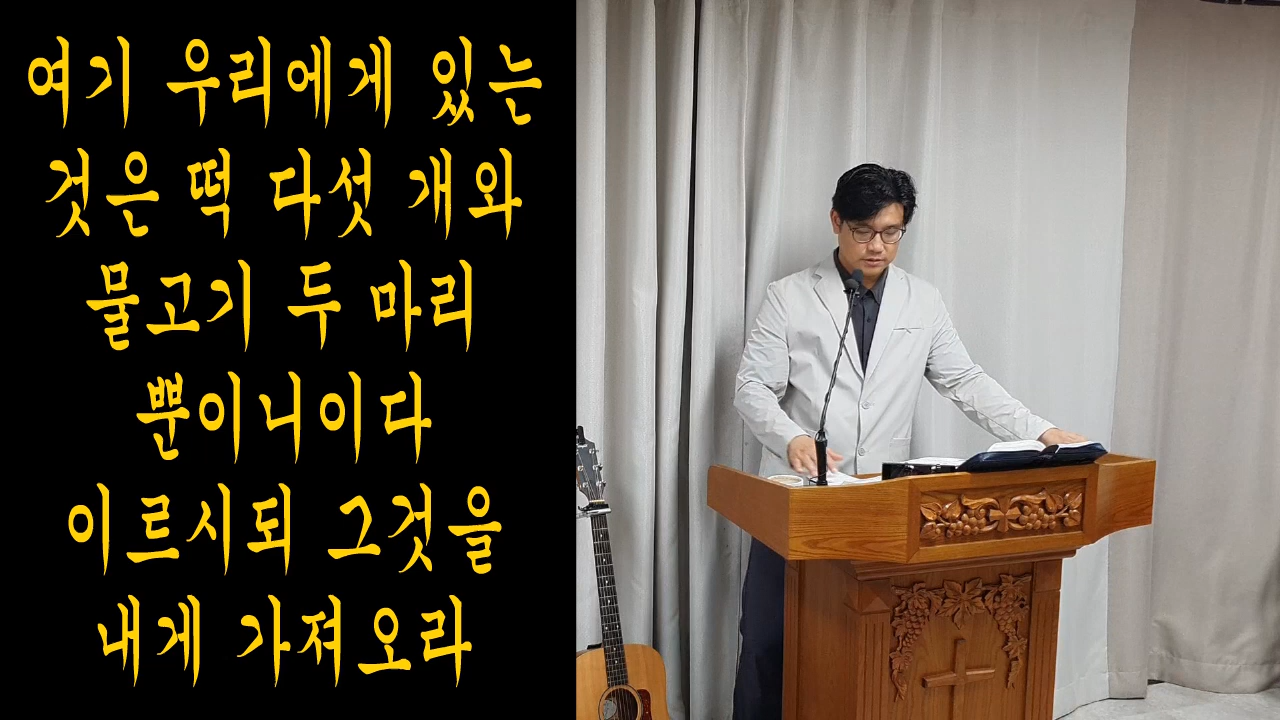 여기 우리에게 있는
것은 떡 다섯 개와
물고기 두 마리
뿐이니이다
이르시되 그것을
내게 가져오라